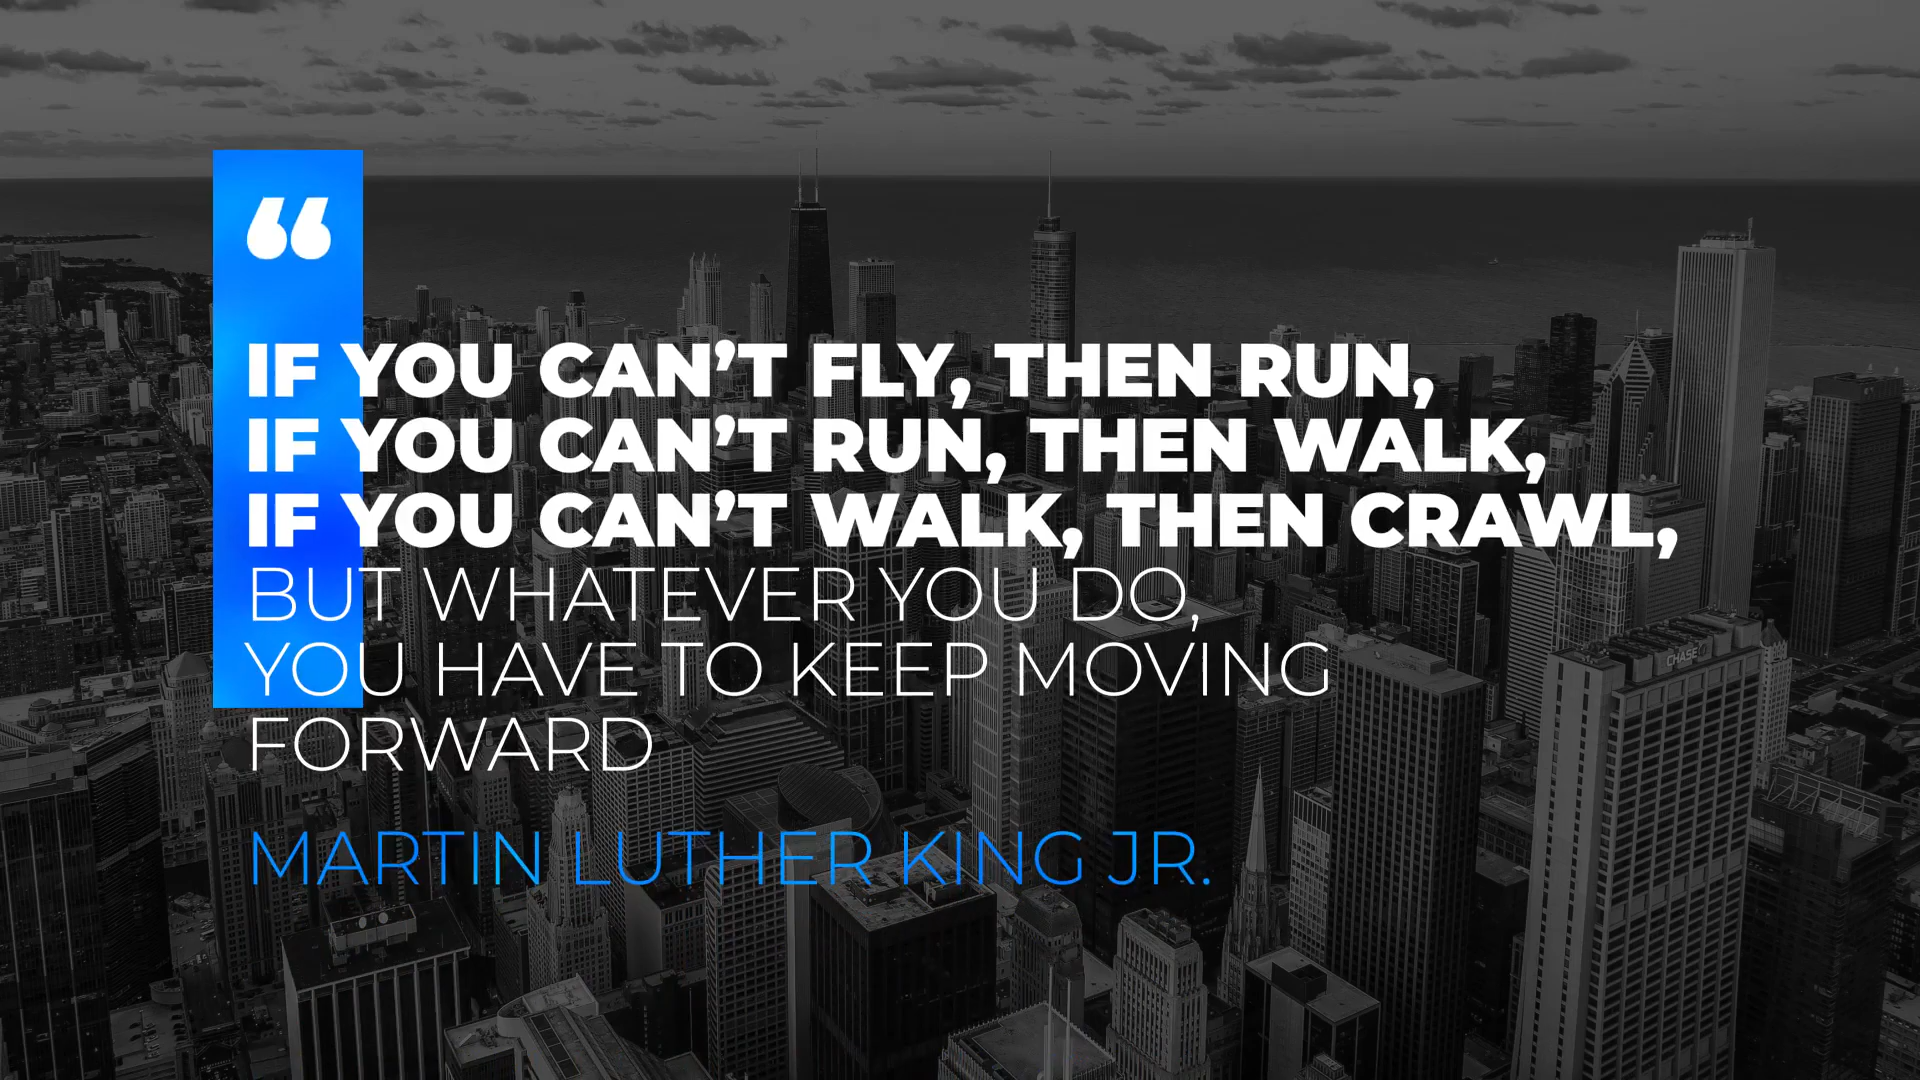 “
IF YOU CAN’T FLY, THEN RUN,
IF YOU CAN’T RUN, THEN WALK,
IF YOU CAN’T WALK, THEN CRAWL,
BUT WHATEVER YOU DO,
YOU HAVE TO KEEP MOVING
FORWARD
MARTIN LUTHER KING JR.
CHASE